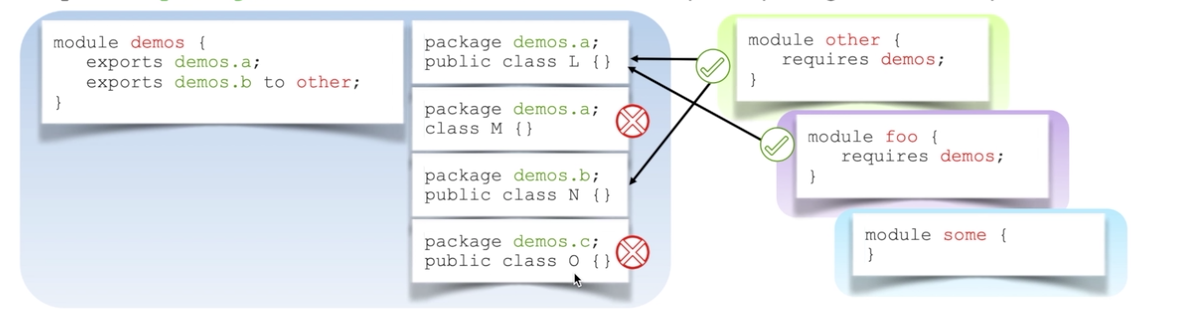 module demos {
exports demos.a;
exports demos.b to other;
}
package demos.a;
public class L {}
package demos.a;
class M {}
package demos.b;
public class N {}
package demos.c;
public class O {}
module other {
requires demos;
}
module foo {
requires demos;
}
module some {
}